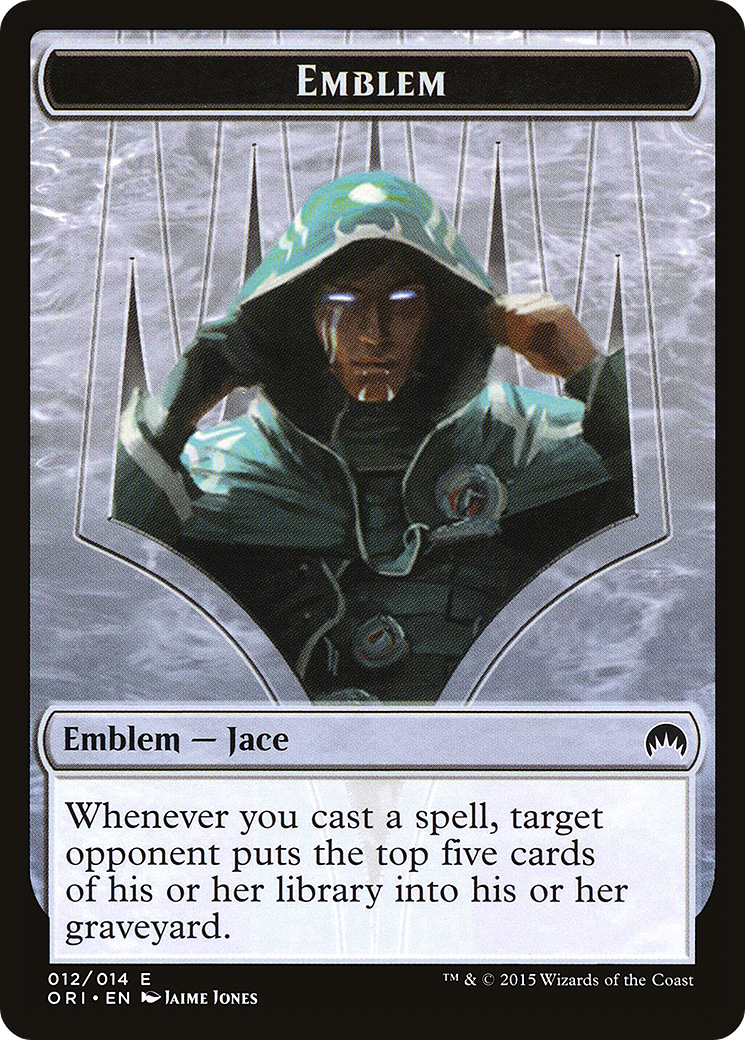 Emblem
Emblem — Jace
Whenever you cast a spell, target
opponent puts the top five cards
of his or her library into his or her
graveyard.
012/014 E
ORI • EN Jaime Jones
™ & © 2015 Wizards of the Coast